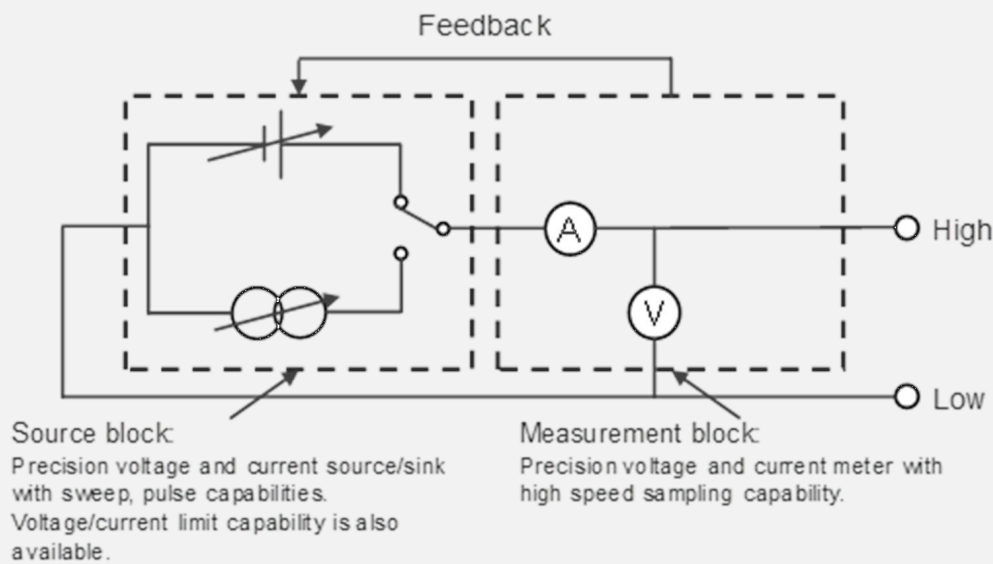 Feedback
A
High
V
Low
Source block:
Precision voltage and current source/sink
with sweep, pulse capabilities.
Voltage/current limit capability is also
available.
Measurement block:
Precision voltage and current meter with
high speed sampling capability.